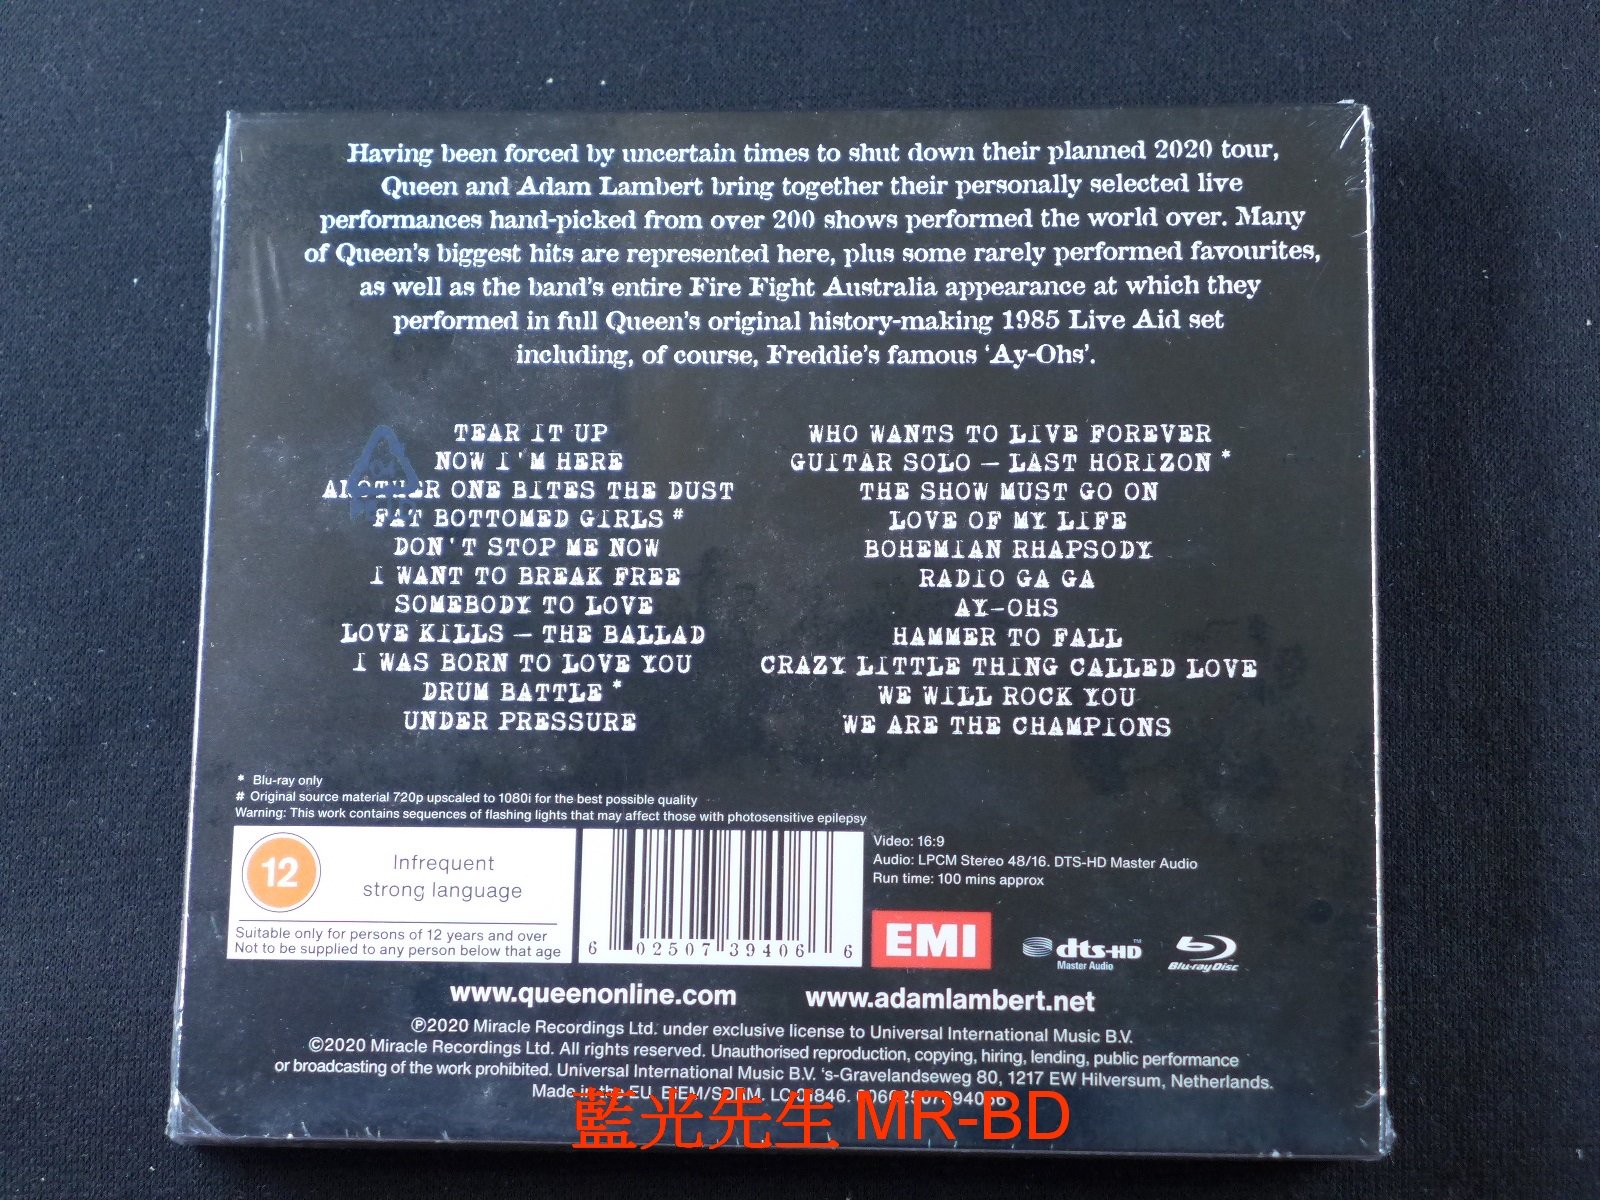 Having been forced by uncertain times to shut down their planned 2020 tour,
Queen and Adam Lambert bring together their personally selected live
performances hand-picked from over 200 shows performed the world over. Many
of Queen's biggest hits are represented here, plus some rarely performed favourites,
as well as the band's entire Fire Fight Australia appearance at which they
performed in full Queen's original history-making 1985 Live Aid set
including, of course, Freddie's famous 'Ay-Ohs'.
TEAR IT UP
NOW I'M HERE
ANOTHER ONE BITES THE DUST
FAT BOTTOMED GIRLS #
DON'T STOP ME NOW
I WANT TO BREAK FREE
SOMEBODY TO LOVE
LOVE KILLS – THE BALLAD
I WAS BORN TO LOVE YOU
DRUM BATTLE *
UNDER PRESSURE
WHO WANTS TO LIVE FOREVER
GUITAR SOLO – LAST HORIZON *
THE SHOW MUST GO ON
LOVE OF MY LIFE
BOHEMIAN RHAPSODY
RADIO GA GA
AY-OHS
HAMMER TO FALL
CRAZY LITTLE THING CALLED LOVE
WE WILL ROCK YOU
WE ARE THE CHAMPIONS
* Blu-ray only
# Original source material 720p upscaled to 1080i for the best possible quality
Warning: This work contains sequences of flashing lights that may affect those with photosensitive epilepsy
12
Infrequent
strong language
Suitable only for persons of 12 years and over
Not to be supplied to any person below that age
6 02507 39406 6
Video: 16:9
Audio: LPCM Stereo 48/16. DTS-HD Master Audio
Run time: 100 mins approx
EMI
dts-HD™
Master Audio
Blu-ray Disc
www.queenonline.com
www.adamlambert.net
℗2020 Miracle Recordings Ltd. under exclusive license to Universal International Music B.V.
©2020 Miracle Recordings Ltd. All rights reserved. Unauthorised reproduction, copying, hiring, lending, public performance
or broadcasting of the work prohibited. Universal International Music B.V. 's-Gravelandseweg 80, 1217 EW Hilversum, Netherlands.
Made in the EU. BIEM/SDRM. LC01846.
藍光先生 MR-BD